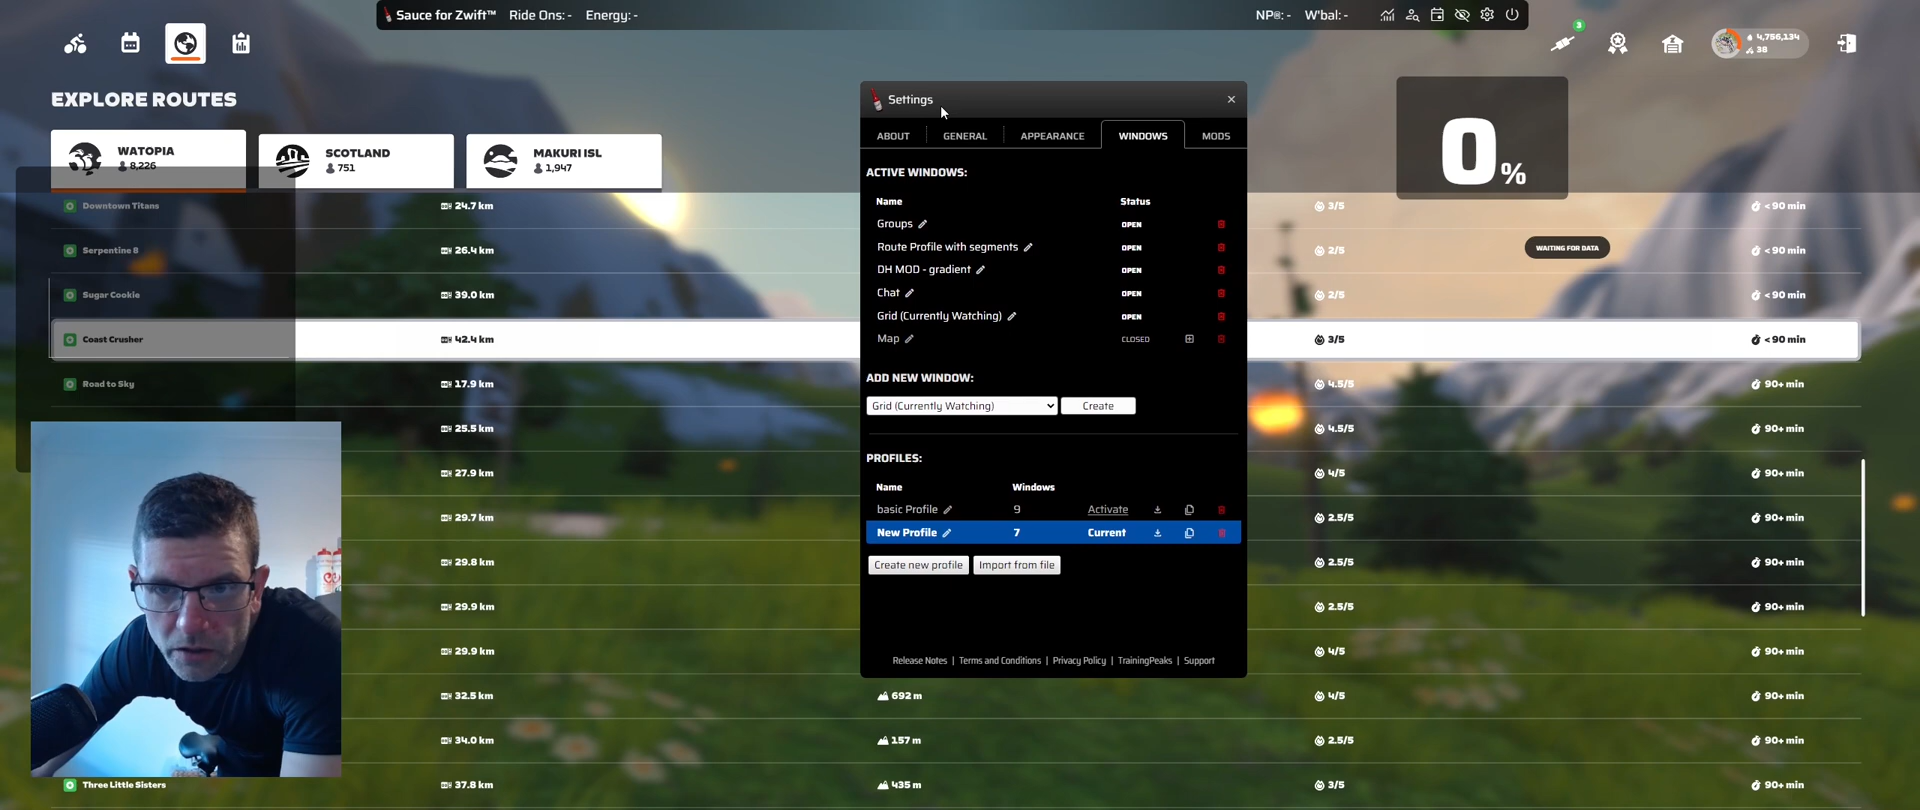 Sauce for Zwift™ Ride Ons: - Energy: - NP®: - W'bal: -
3
4,756,134
38
EXPLORE ROUTES
WATOPIA
8,226
SCOTLAND
751
MAKURI ISL
1,947
Downtown Titans 24.7 km 3/5 < 90 min
Serpentine 8 26.4 km 2/5 < 90 min
Sugar Cookie 39.0 km 2/5 < 90 min
Coast Crusher 42.4 km 3/5 < 90 min
Road to Sky 17.9 km 4.5/5 90+ min
25.5 km 4.5/5 90+ min
27.9 km 4/5 90+ min
29.7 km 2.5/5 90+ min
29.8 km 2.5/5 90+ min
29.9 km 2.5/5 90+ min
29.9 km 4/5 90+ min
32.5 km 692 m 4/5 90+ min
34.0 km 157 m 2.5/5 90+ min
Three Little Sisters 37.8 km 435 m 3/5 90+ min
Settings
ABOUT GENERAL APPEARANCE WINDOWS MODS
ACTIVE WINDOWS:
Name Status
Groups OPEN
Route Profile with segments OPEN
DH MOD - gradient OPEN
Chat OPEN
Grid (Currently Watching) OPEN
Map CLOSED
ADD NEW WINDOW:
Grid (Currently Watching) Create
PROFILES:
Name Windows
basic Profile 9 Activate
New Profile 7 Current
Create new profile Import from file
Release Notes | Terms and Conditions | Privacy Policy | TrainingPeaks | Support
0%
WAITING FOR DATA